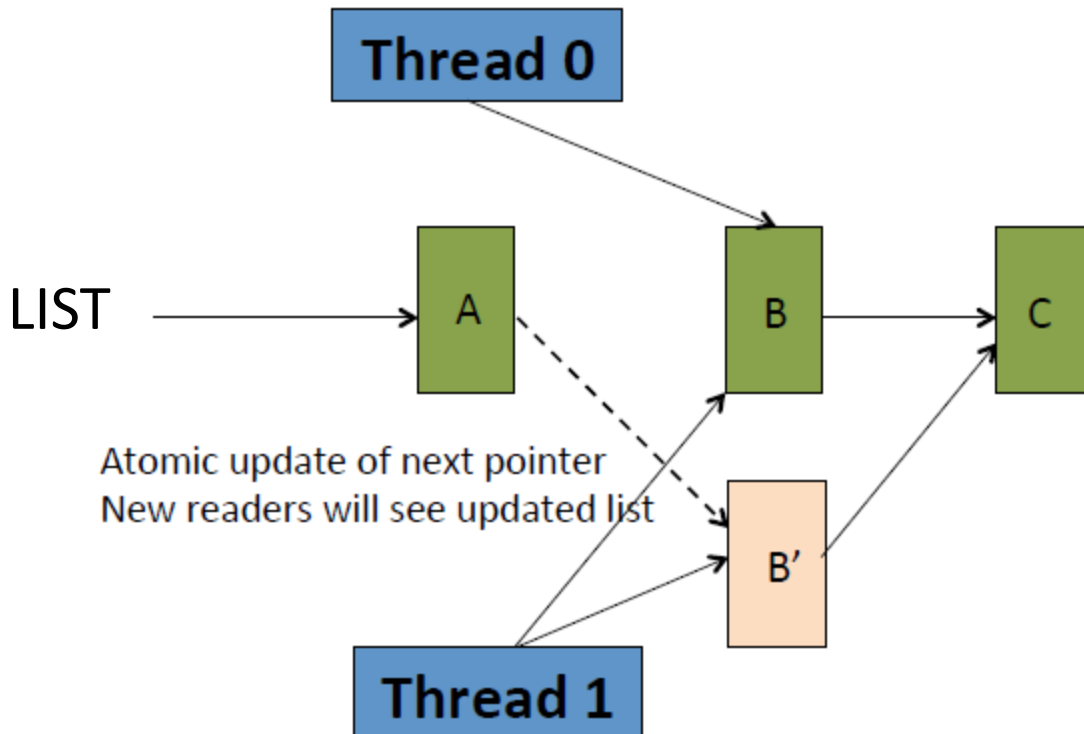 Thread 0
LIST
A
B
C
Atomic update of next pointer
New readers will see updated list
B’
Thread 1